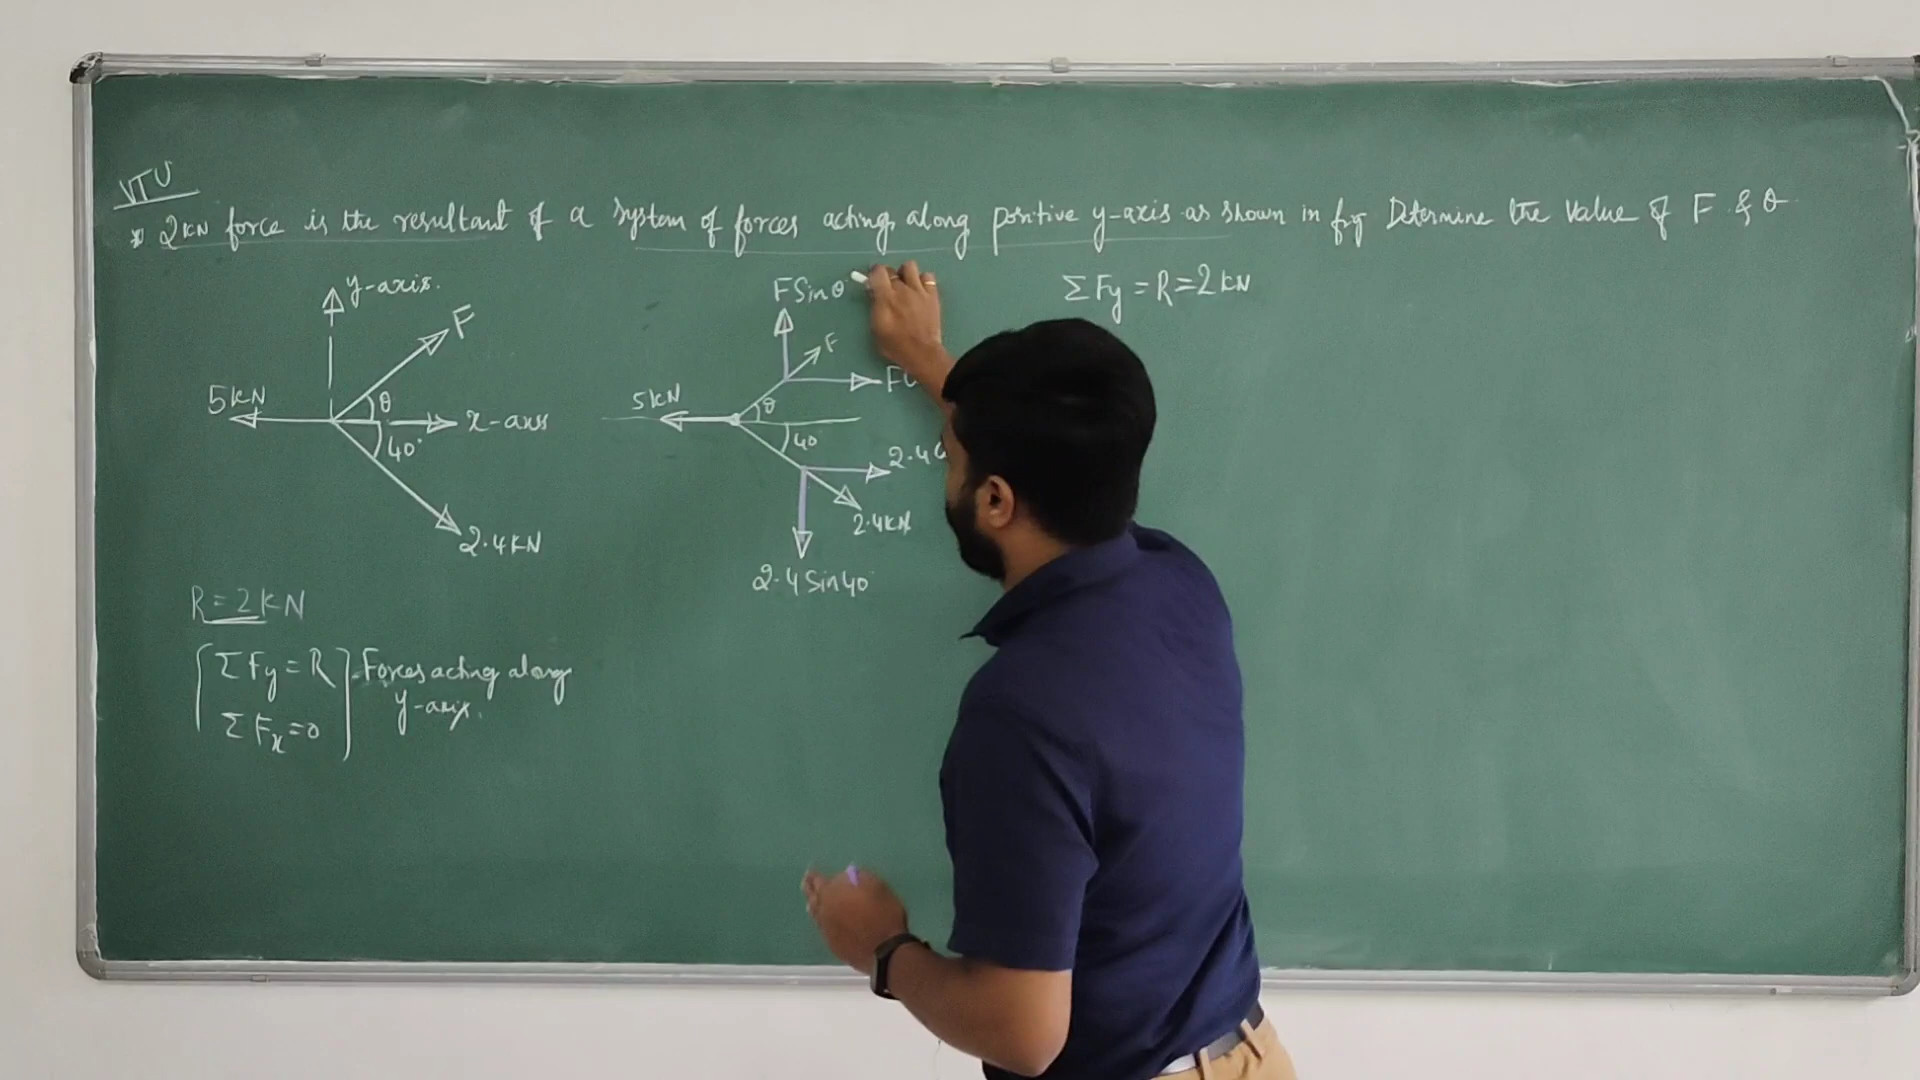 VTU
* 2KN force is the resultant of a system of forces acting along positive y-axis as shown in fig Determine the value of F & θ
y-axis.
F
5KN
θ
x-axis
40°
2.4KN
R=2KN
ΣFy=R
ΣFx=0
Forces acting along
y-axis.
FSinθ
F
5KN
θ
40
2.4KN
2.4Sin40
ΣFy=R=2KN